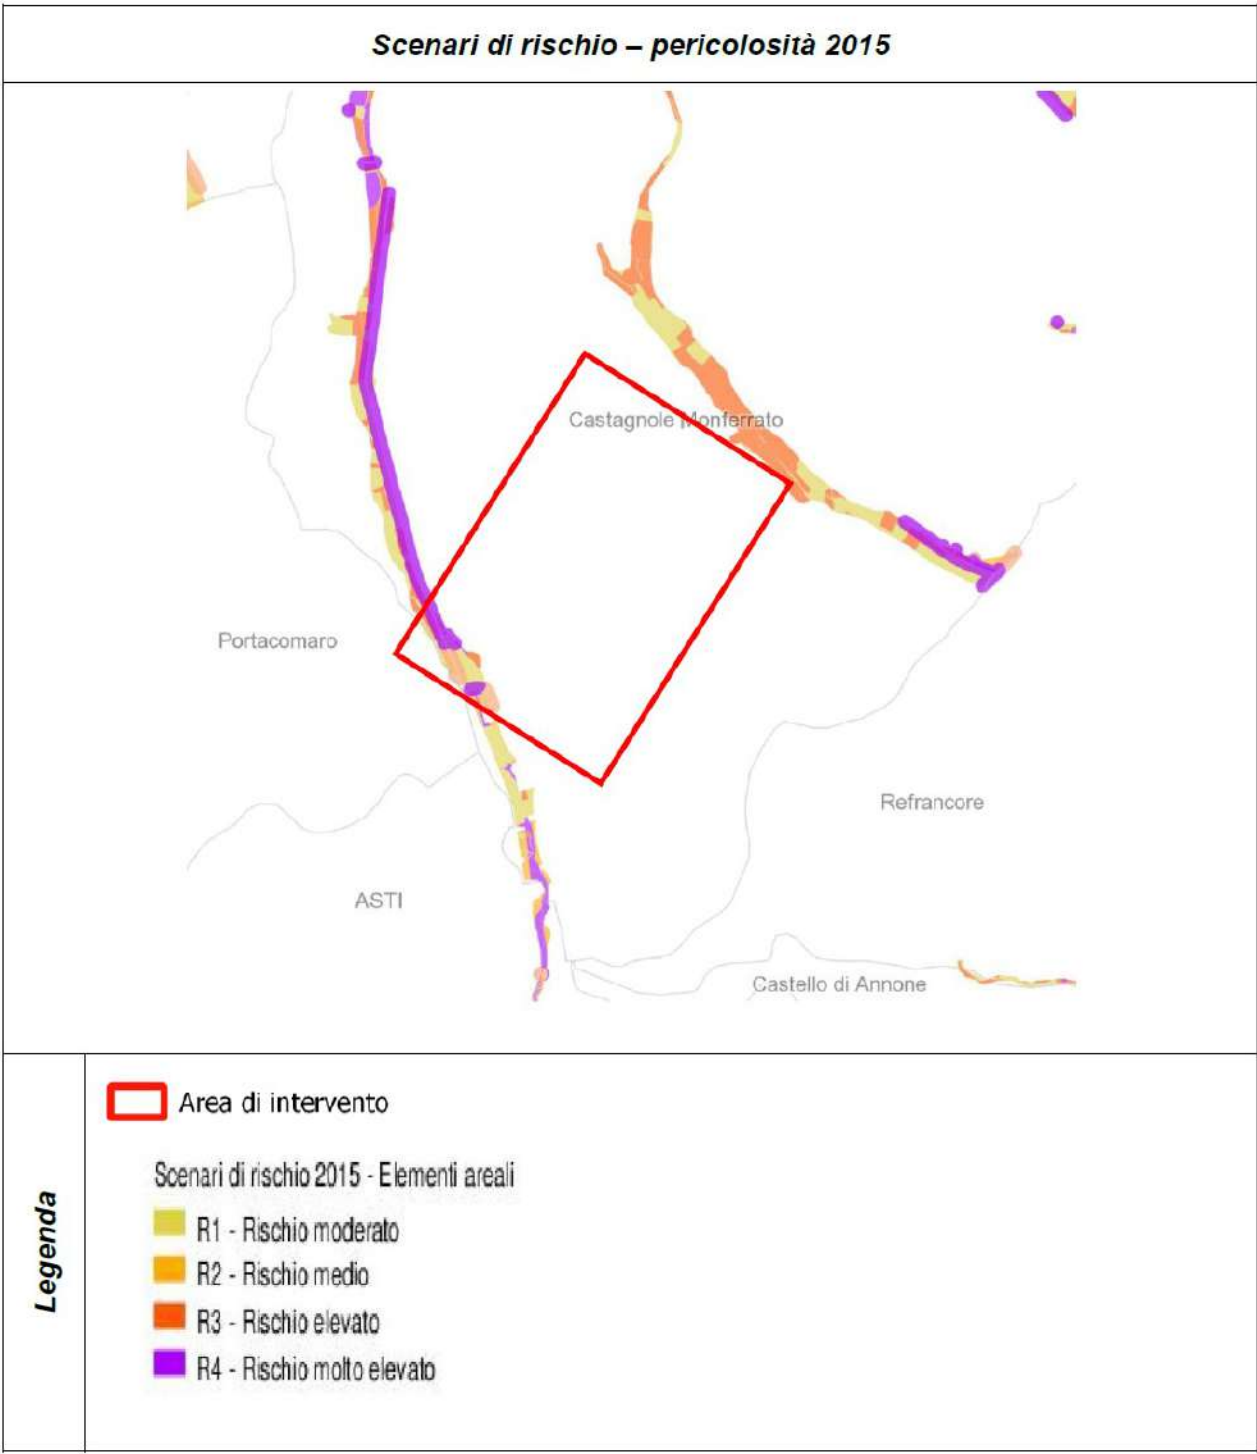 Scenari di rischio – pericolosità 2015
Castagnole Monferrato
Portacomaro
Refrancore
ASTI
Castello di Annone
Legenda
Area di intervento
Scenari di rischio 2015 - Elementi areali
R1 - Rischio moderato
R2 - Rischio medio
R3 - Rischio elevato
R4 - Rischio molto elevato